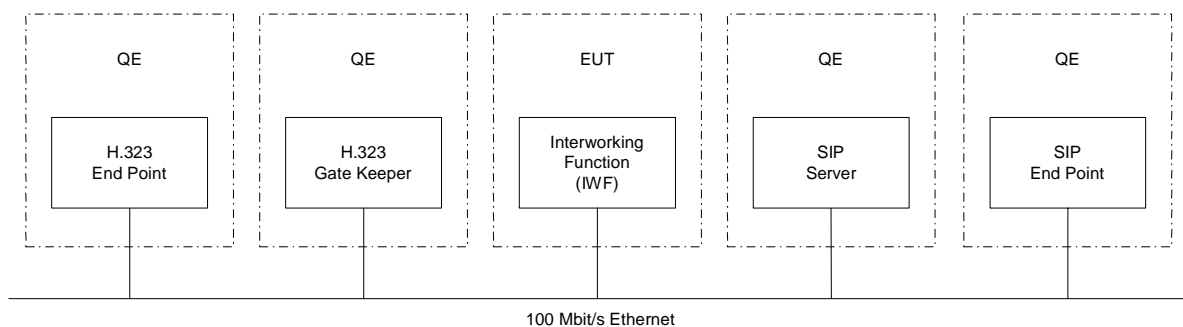 QE
QE
EUT
QE
QE
H.323
End Point
H.323
Gate Keeper
Interworking
Function
(IWF)
SIP
Server
SIP
End Point
100 Mbit/s Ethernet